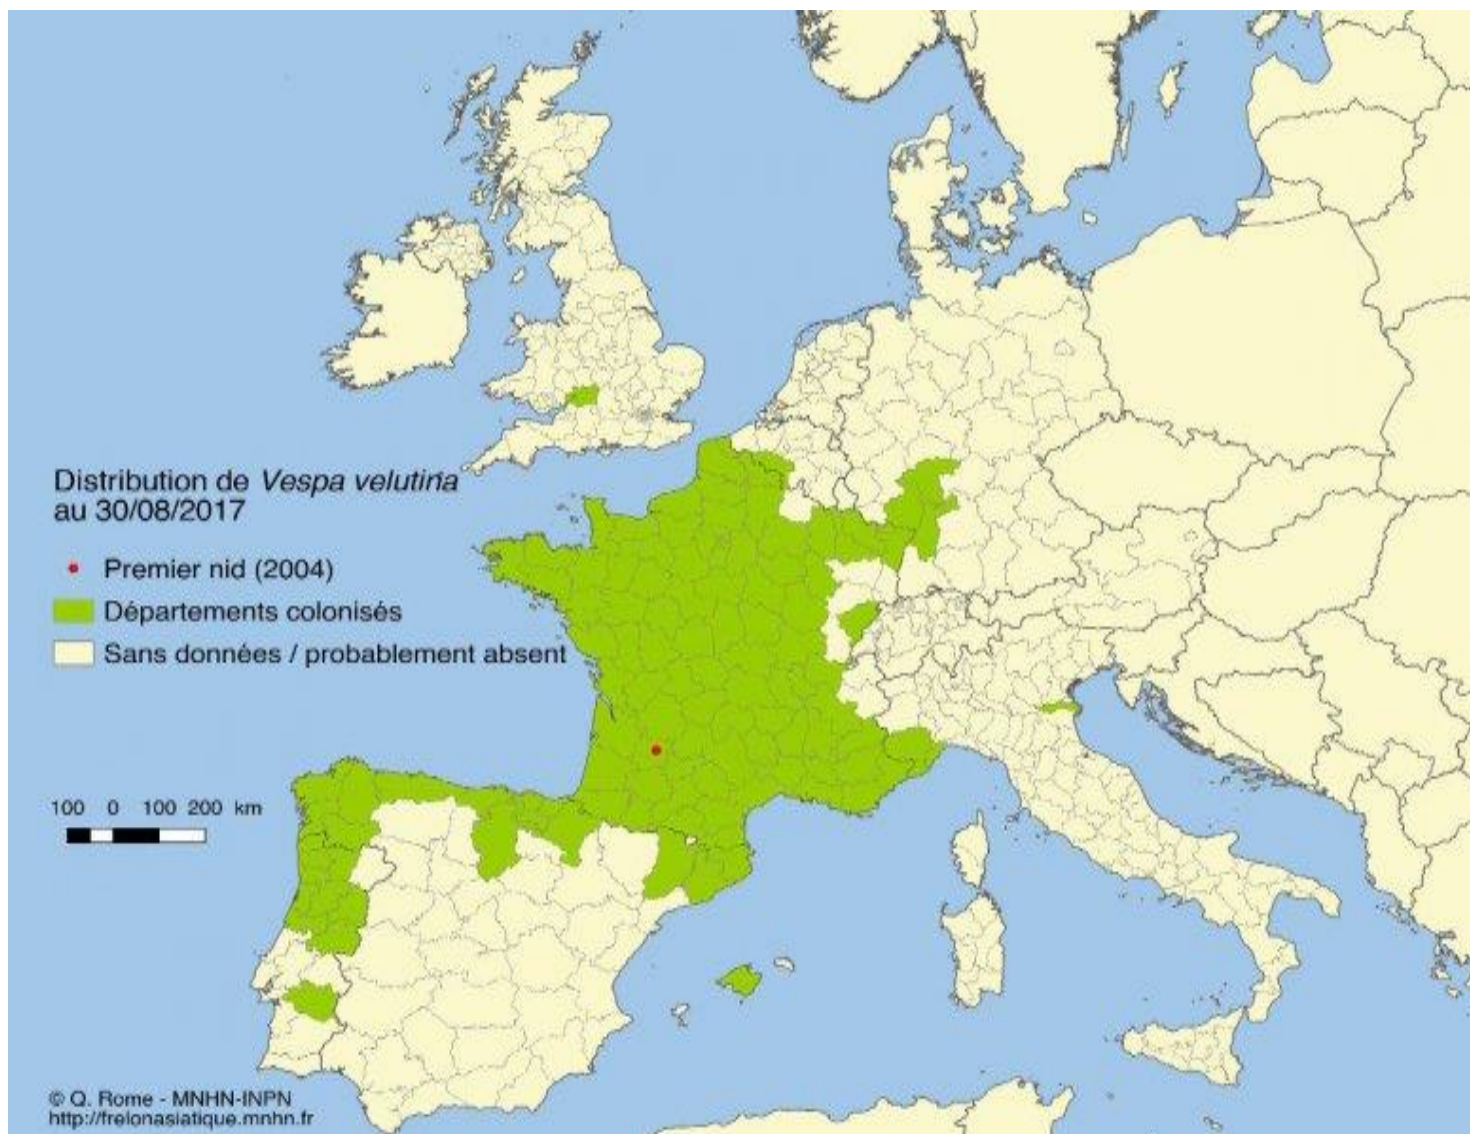 Distribution de Vespa velutina
au 30/08/2017
Premier nid (2004)
Départements colonisés
Sans données / probablement absent
100 0 100 200 km
© Q. Rome - MNHN-INPN
http://frelonasiatique.mnhn.fr